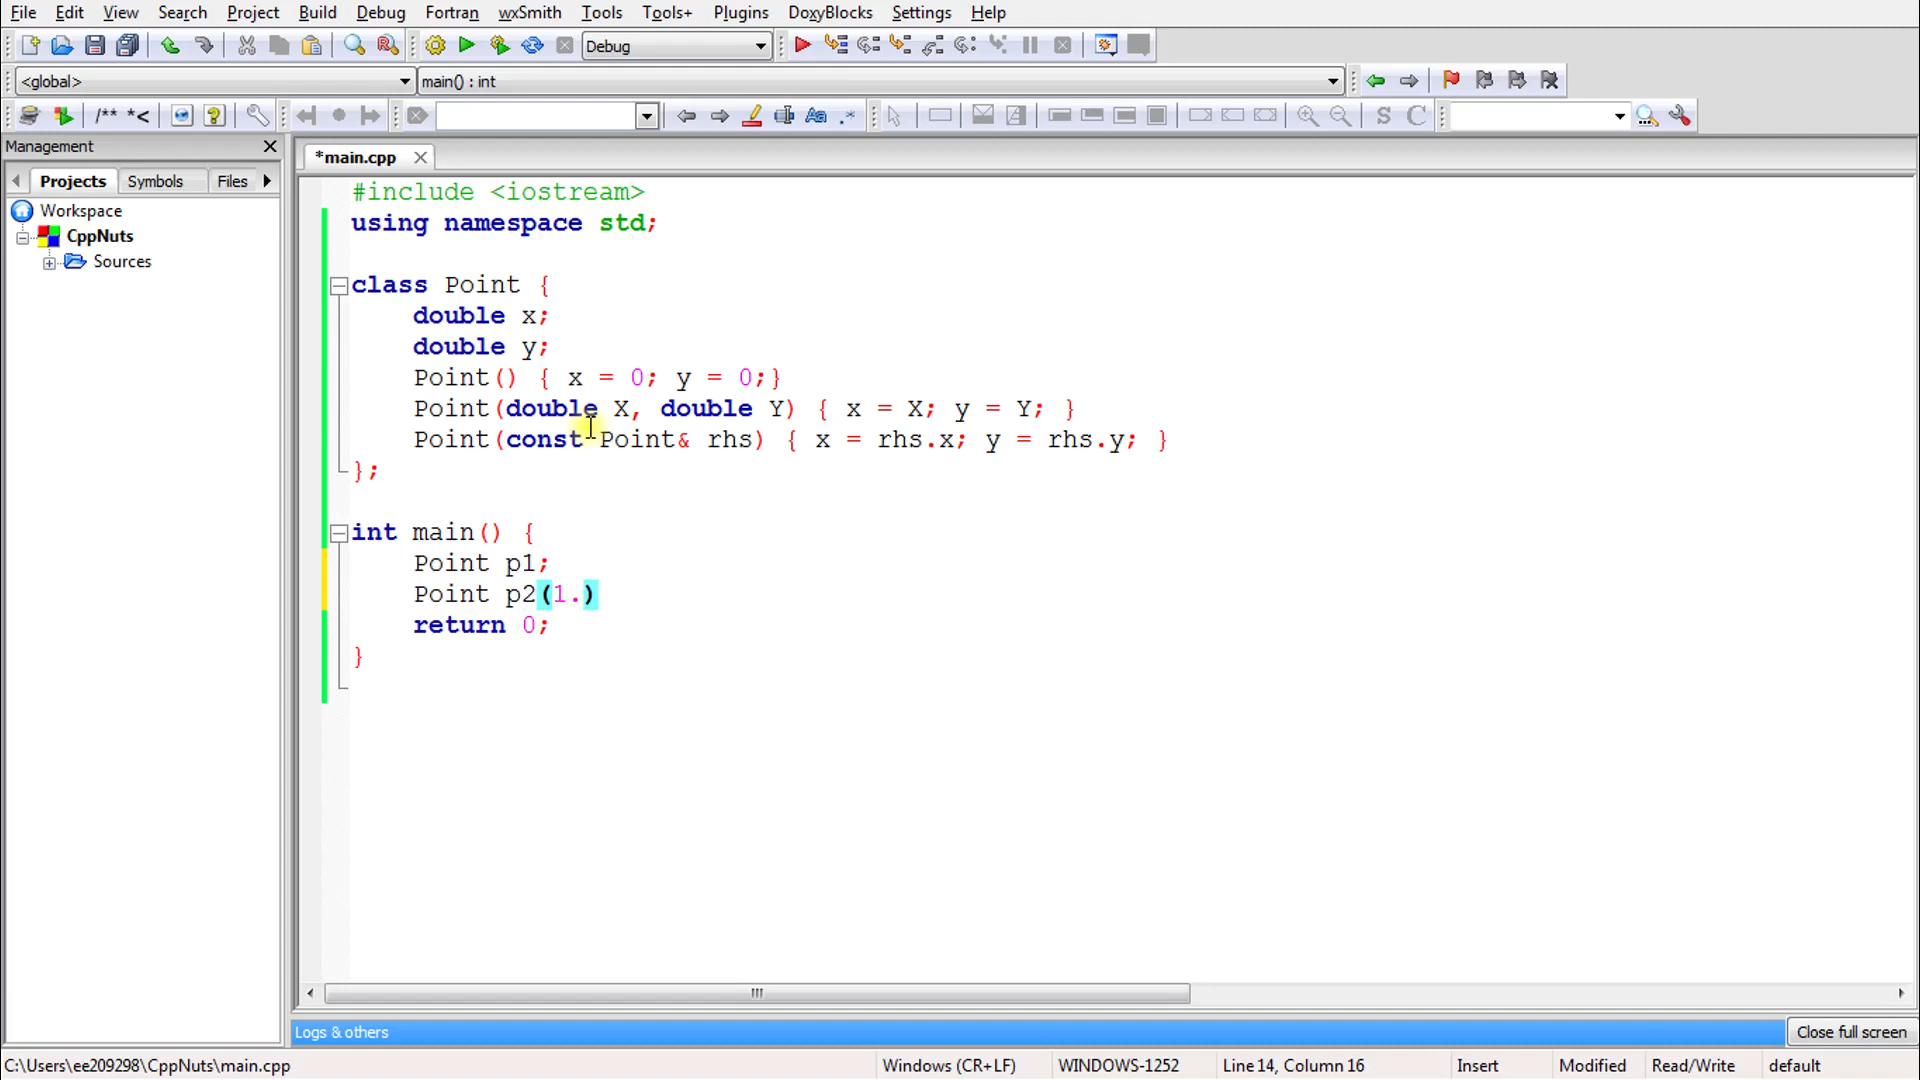 File Edit View Search Project Build Debug Fortran wxSmith Tools Tools+ Plugins DoxyBlocks Settings Help
Debug
<global> main() : int
/** *<
Management
*main.cpp
Projects Symbols Files
Workspace
CppNuts
Sources
#include <iostream>
using namespace std;
class Point {
double x;
double y;
Point() { x = 0; y = 0;}
Point(double X, double Y) { x = X; y = Y; }
Point(const Point& rhs) { x = rhs.x; y = rhs.y; }
};
int main() {
Point p1;
Point p2(1.)
return 0;
}
Logs & others
Close full screen
C:\Users\ee209298\CppNuts\main.cpp Windows (CR+LF) WINDOWS-1252 Line 14, Column 16 Insert Modified Read/Write default